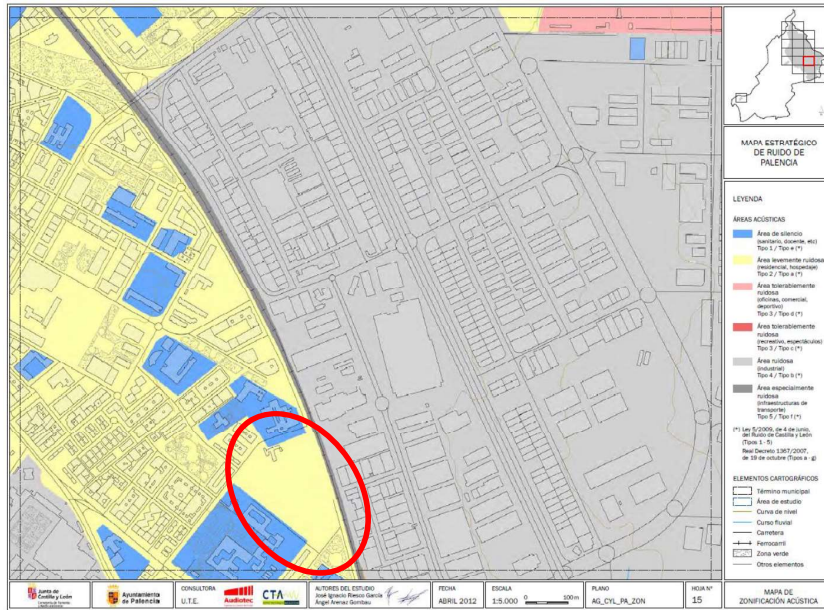 MAPA ESTRATÉGICO
DE RUIDO DE
PALENCIA
LEYENDA
ÁREAS ACÚSTICAS
Área de silencio
(sanitario, docente, etc)
Tipo 1 / Tipo e (*)
Área levemente ruidosa
(residencial, hospedaje)
Tipo 2 / Tipo a (*)
Área tolerablemente
ruidosa
(oficinas, comercial,
deportivo)
Tipo 3 / Tipo d (*)
Área tolerablemente
ruidosa
(recreativo, espectáculos)
Tipo 3 / Tipo c (*)
Área ruidosa
(industrial)
Tipo 4 / Tipo b (*)
Área especialmente
ruidosa
(infraestructuras de
transporte)
Tipo 5 / Tipo f (*)
(*) Ley 5/2009, de 4 de junio,
del Ruido de Castilla y León
(Tipos 1 - 5)
Real Decreto 1367/2007,
de 19 de octubre (Tipos a - g)
ELEMENTOS CARTOGRÁFICOS
Término municipal
Área de estudio
Curva de nivel
Curso fluvial
Carretera
Ferrocarril
Zona verde
Otros elementos
Junta de
Castilla y León
Ayuntamiento
de Palencia
CONSULTORA
U.T.E.
Audiotec
CTA
AUTORES DEL ESTUDIO
José Ignacio Riesco García
Ángel Arenaz Gombáu
FECHA
ABRIL 2012
ESCALA
1:5.000
0 100 m
PLANO
AG_CYL_PA_ZON
HOJA Nº
15
MAPA DE
ZONIFICACIÓN ACÚSTICA